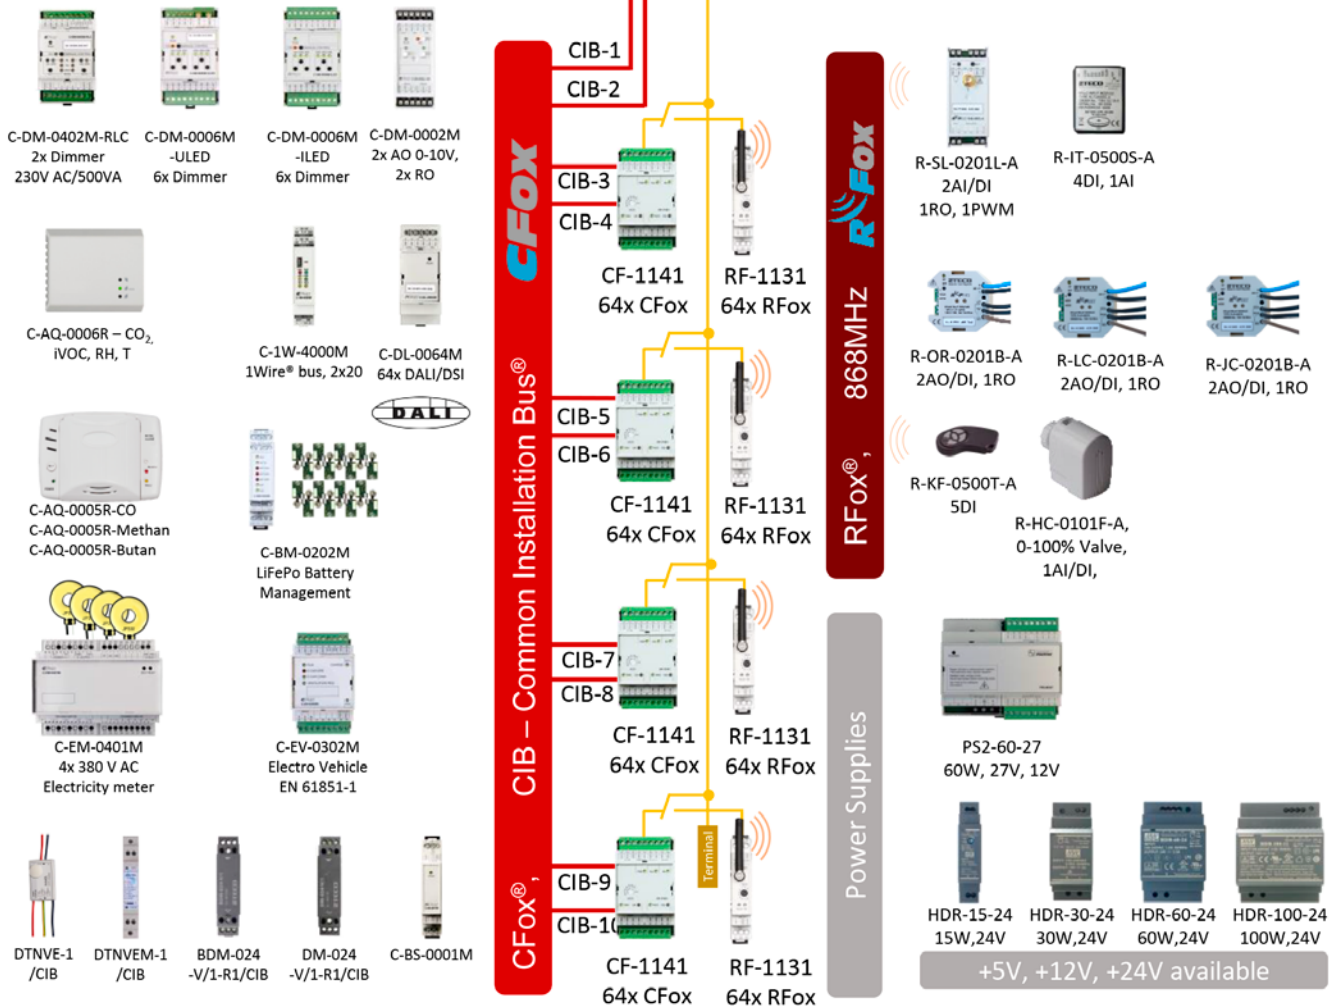 C-DM-0402M-RLC
2x Dimmer
230V AC/500VA
C-DM-0006M
-ULED
6x Dimmer
C-DM-0006M
-ILED
6x Dimmer
C-DM-0002M
2x AO 0-10V,
2x RO
C-AQ-0006R – CO₂,
iVOC, RH, T
C-1W-4000M
1Wire® bus, 2x20
C-DL-0064M
64x DALI/DSI
DALI
C-AQ-0005R-CO
C-AQ-0005R-Methan
C-AQ-0005R-Butan
C-BM-0202M
LiFePo Battery
Management
C-EM-0401M
4x 380 V AC
Electricity meter
C-EV-0302M
Electro Vehicle
EN 61851-1
DTNVE-1
/CIB
DTNVEM-1
/CIB
BDM-024
-V/1-R1/CIB
DM-024
-V/1-R1/CIB
C-BS-0001M
CFox
CFox®, CIB – Common Installation Bus®
CIB-1
CIB-2
CIB-3
CIB-4
CF-1141
64x CFox
RF-1131
64x RFox
CIB-5
CIB-6
CF-1141
64x CFox
RF-1131
64x RFox
CIB-7
CIB-8
CF-1141
64x CFox
RF-1131
64x RFox
Terminal
CIB-9
CIB-10
CF-1141
64x CFox
RF-1131
64x RFox
RFox
RFox®, 868MHz
R-SL-0201L-A
2AI/DI
1RO, 1PWM
R-IT-0500S-A
4DI, 1AI
R-OR-0201B-A
2AO/DI, 1RO
R-LC-0201B-A
2AO/DI, 1RO
R-JC-0201B-A
2AO/DI, 1RO
R-KF-0500T-A
5DI
R-HC-0101F-A,
0-100% Valve,
1AI/DI,
Power Supplies
PS2-60-27
60W, 27V, 12V
HDR-15-24
15W,24V
HDR-30-24
30W,24V
HDR-60-24
60W,24V
HDR-100-24
100W,24V
+5V, +12V, +24V available